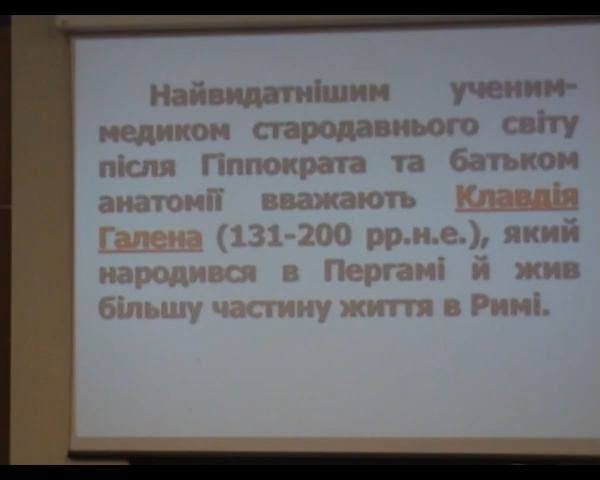 Найвидатнішим ученим-
медиком стародавнього світу
після Гіппократа та батьком
анатомії вважають Клавдія
Галена (131-200 рр.н.е.), який
народився в Пергамі й жив
більшу частину життя в Римі.